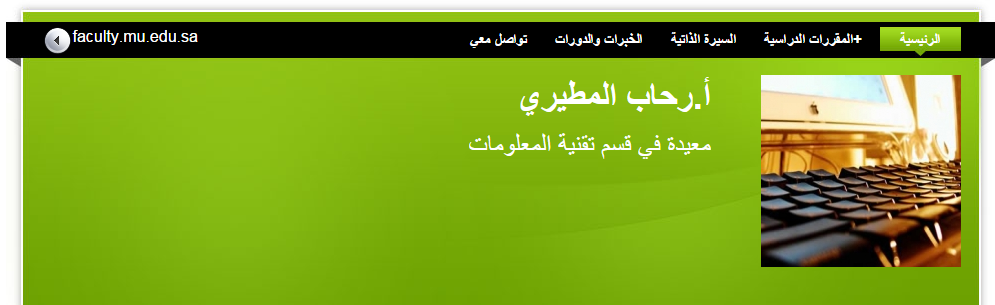 الرئيسية +المقررات الدراسية السيرة الذاتية الخبرات والدورات تواصل معي faculty.mu.edu.sa
أ.رحاب المطيري
معيدة في قسم تقنية المعلومات